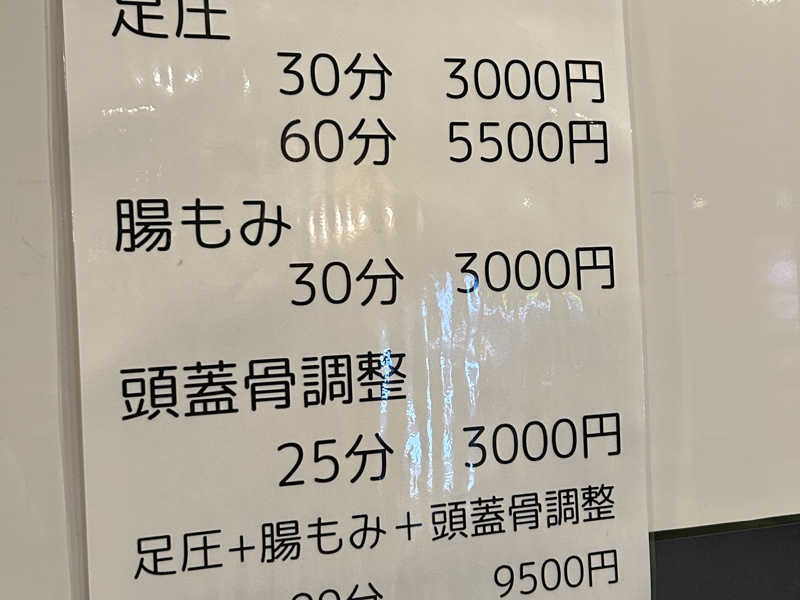 足圧
30分 3000円
60分 5500円
腸もみ
30分 3000円
頭蓋骨調整
25分 3000円
足圧+腸もみ+頭蓋骨調整
9500円